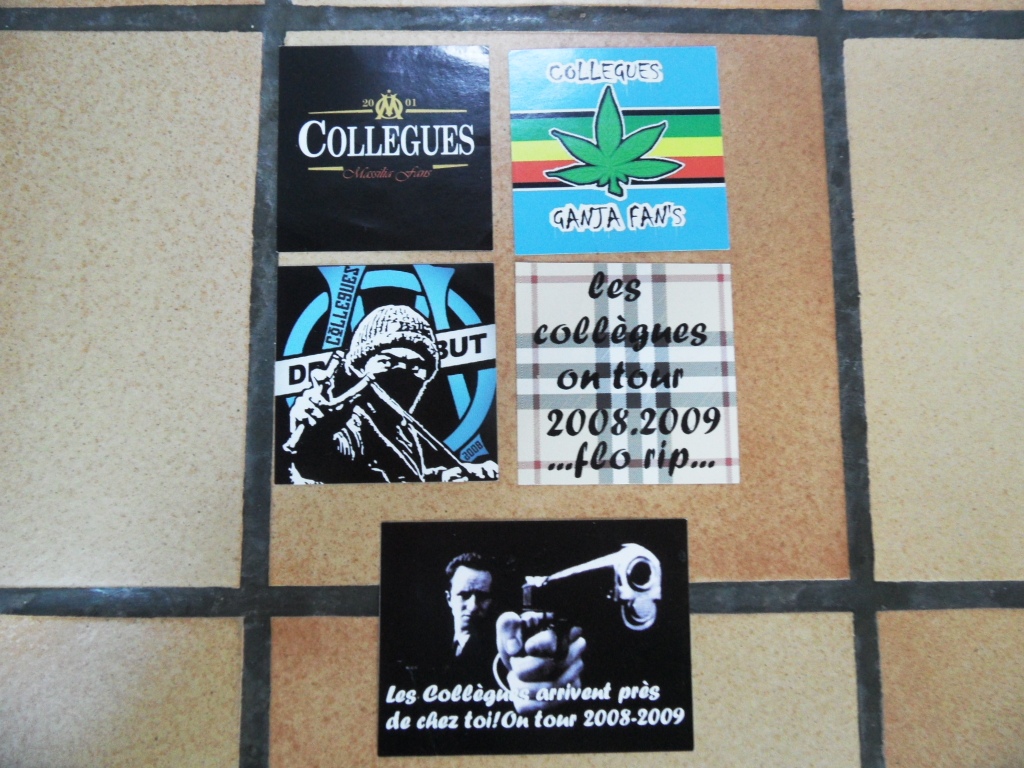 20 M 01
COLLEGUES
Massilia Fans
COLLEGUES
GANJA FAN'S
COLLEGUES
BUT
2008
les
collègues
on tour
2008.2009
...flo rip...
Les Collègues arrivent près
de chez toi!On tour 2008-2009